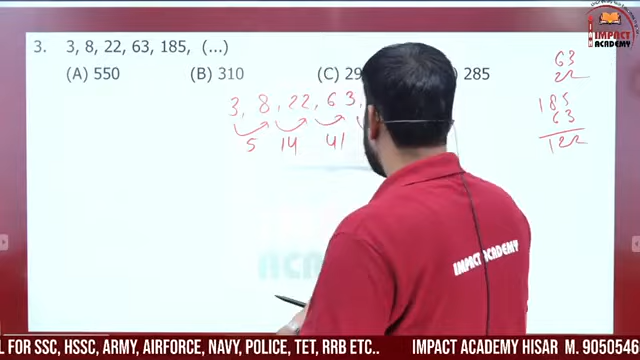 IMPACT
ACADEMY
3. 3, 8, 22, 63, 185, (...)
(A) 550 (B) 310 (C) 29 285
63
22
3, 8, 22, 63,
5 14 41
185
63
122
IMPACT ACADEMY
L FOR SSC, HSSC, ARMY, AIRFORCE, NAVY, POLICE, TET, RRB ETC.. IMPACT ACADEMY HISAR M. 9050546